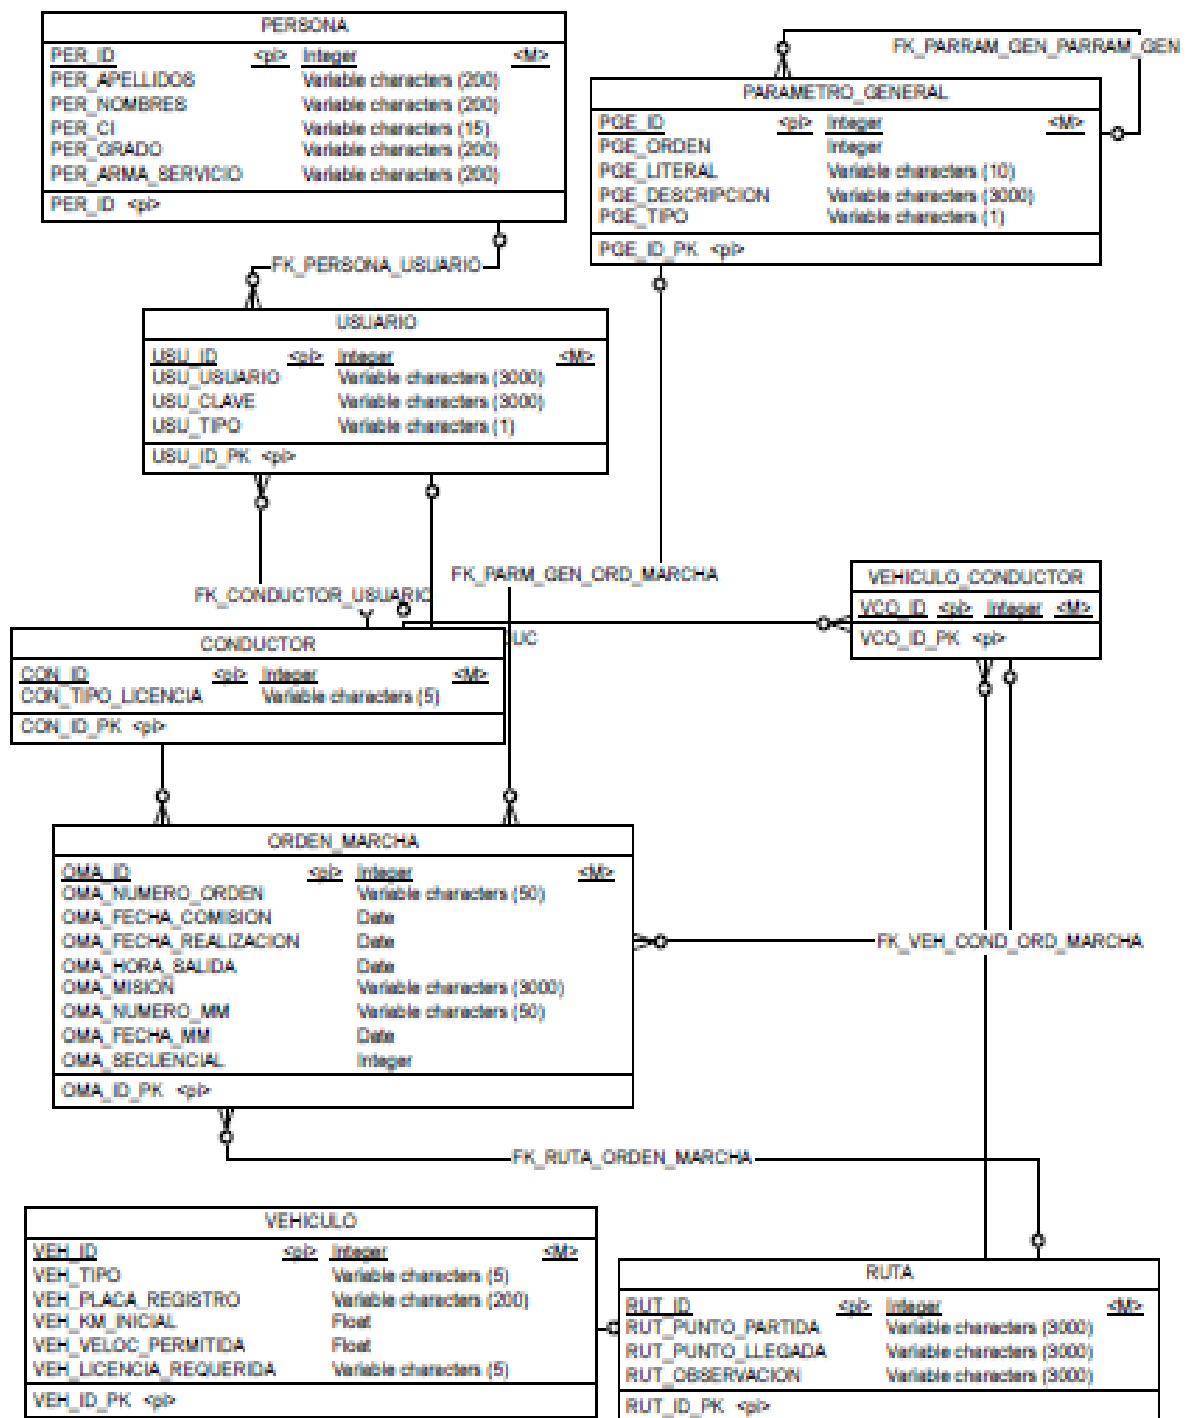 PERSONA
PER_ID <pi> Integer <M>
PER_APELLIDOS Variable characters (200)
PER_NOMBRES Variable characters (200)
PER_CI Variable characters (15)
PER_GRADO Variable characters (200)
PER_ARMA_SERVICIO Variable characters (200)
PER_ID <pi>
FK_PARRAM_GEN_PARRAM_GEN
PARAMETRO_GENERAL
PGE_ID <pi> Integer <M>
PGE_ORDEN Integer
PGE_LITERAL Variable characters (10)
PGE_DESCRIPCION Variable characters (3000)
PGE_TIPO Variable characters (1)
PGE_ID_PK <pi>
FK_PERSONA_USUARIO
USUARIO
USU_ID <pi> Integer <M>
USU_USUARIO Variable characters (3000)
USU_CLAVE Variable characters (3000)
USU_TIPO Variable characters (1)
USU_ID_PK <pi>
FK_PARM_GEN_ORD_MARCHA
FK_CONDUCTOR_USUARIO
VEHICULO_CONDUCTOR
VCO_ID <pi> Integer <M>
VCO_ID_PK <pi>
UC
CONDUCTOR
CON_ID <pi> Integer <M>
CON_TIPO_LICENCIA Variable characters (5)
CON_ID_PK <pi>
ORDEN_MARCHA
OMA_ID <pi> Integer <M>
OMA_NUMERO_ORDEN Variable characters (50)
OMA_FECHA_COMISION Date
OMA_FECHA_REALIZACION Date
OMA_HORA_SALIDA Date
OMA_MISION Variable characters (3000)
OMA_NUMERO_MM Variable characters (50)
OMA_FECHA_MM Date
OMA_SECUENCIAL Integer
OMA_ID_PK <pi>
FK_VEH_COND_ORD_MARCHA
FK_RUTA_ORDEN_MARCHA
VEHICULO
VEH_ID <pi> Integer <M>
VEH_TIPO Variable characters (5)
VEH_PLACA_REGISTRO Variable characters (200)
VEH_KM_INICIAL Float
VEH_VELOC_PERMITIDA Float
VEH_LICENCIA_REQUERIDA Variable characters (5)
VEH_ID_PK <pi>
RUTA
RUT_ID <pi> Integer <M>
RUT_PUNTO_PARTIDA Variable characters (3000)
RUT_PUNTO_LLEGADA Variable characters (3000)
RUT_OBSERVACION Variable characters (3000)
RUT_ID_PK <pi>